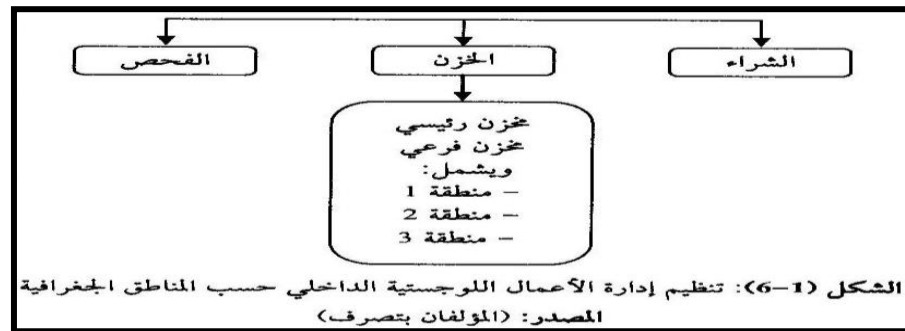 الشراء
الخزن
الفحص
مخزن رئيسي
مخزن فرعي
ويشمل:
– منطقة 1
– منطقة 2
– منطقة 3
الشكل (1-6): تنظيم إدارة الأعمال اللوجستية الداخلي حسب المناطق الجغرافية
المصدر: (المؤلفان بتصرف)